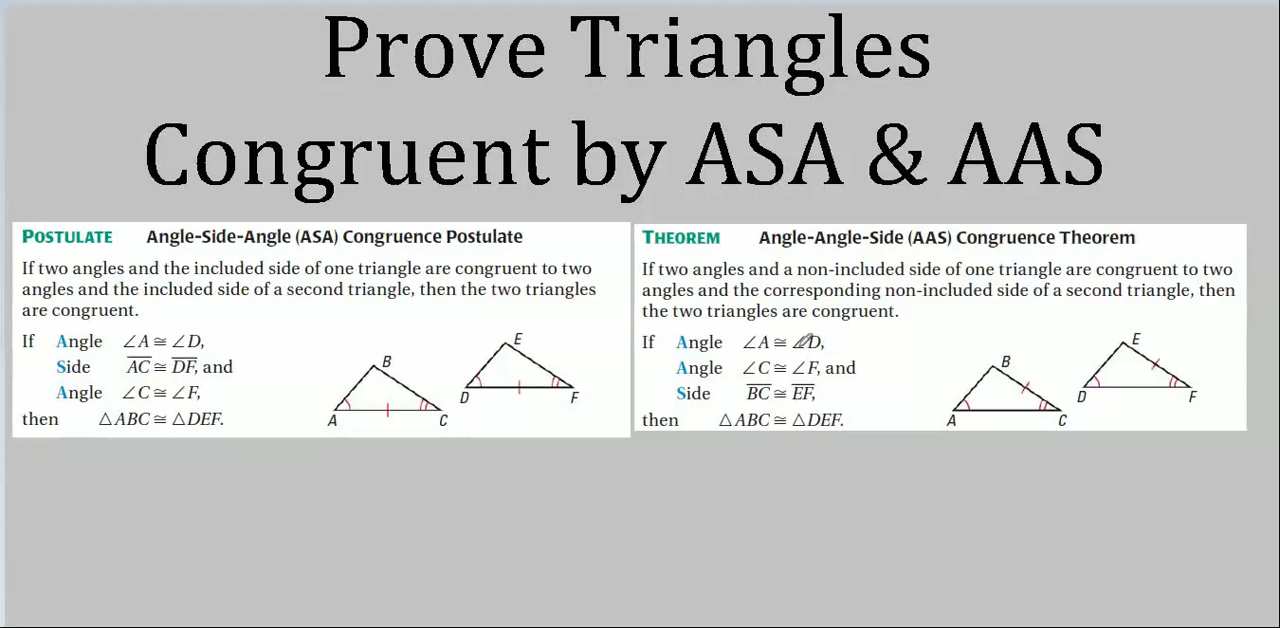 Prove Triangles
Congruent by ASA & AAS
POSTULATE Angle-Side-Angle (ASA) Congruence Postulate
If two angles and the included side of one triangle are congruent to two
angles and the included side of a second triangle, then the two triangles
are congruent.
If Angle ∠A ≅ ∠D,
Side AC ≅ DF, and
Angle ∠C ≅ ∠F,
then △ABC ≅ △DEF.
A
B
C
D
E
F
THEOREM Angle-Angle-Side (AAS) Congruence Theorem
If two angles and a non-included side of one triangle are congruent to two
angles and the corresponding non-included side of a second triangle, then
the two triangles are congruent.
If Angle ∠A ≅ ∠D,
Angle ∠C ≅ ∠F, and
Side BC ≅ EF,
then △ABC ≅ △DEF.
A
B
C
D
E
F